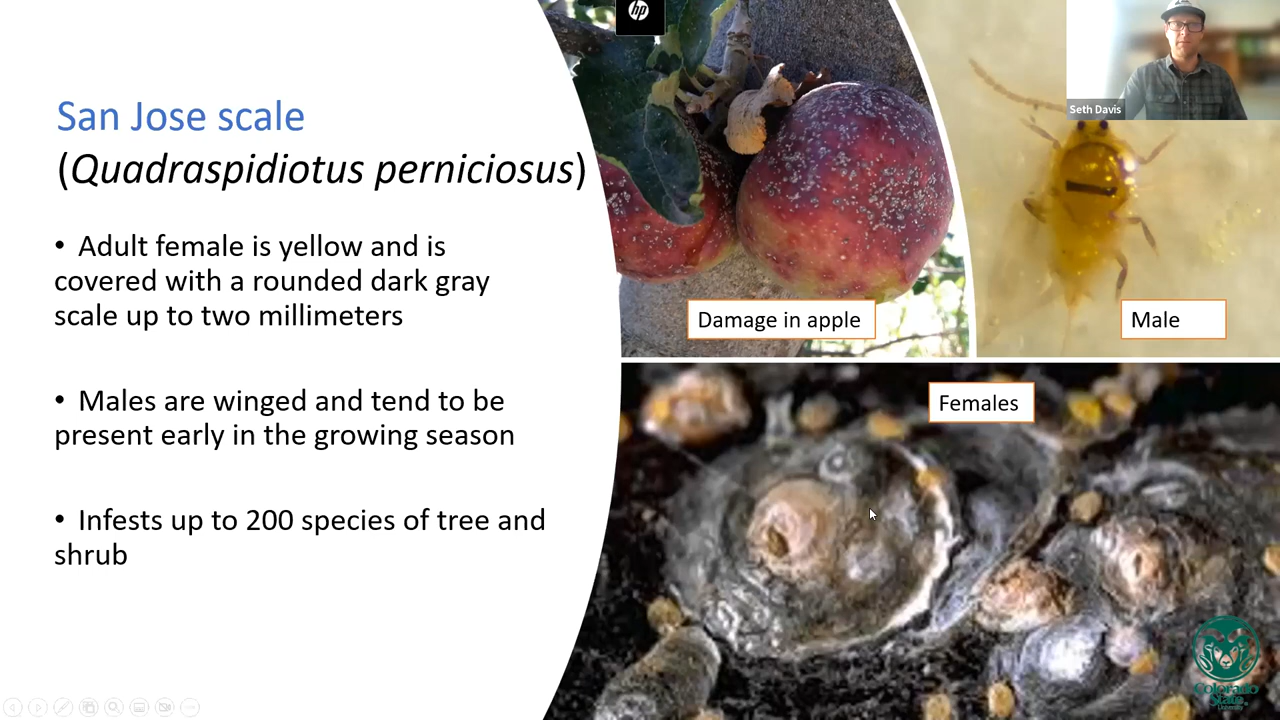 San Jose scale
(Quadraspidiotus perniciosus)
• Adult female is yellow and is
covered with a rounded dark gray
scale up to two millimeters
• Males are winged and tend to be
present early in the growing season
• Infests up to 200 species of tree and
shrub
hp
Damage in apple
Seth Davis
Male
Females
Colorado
State
University